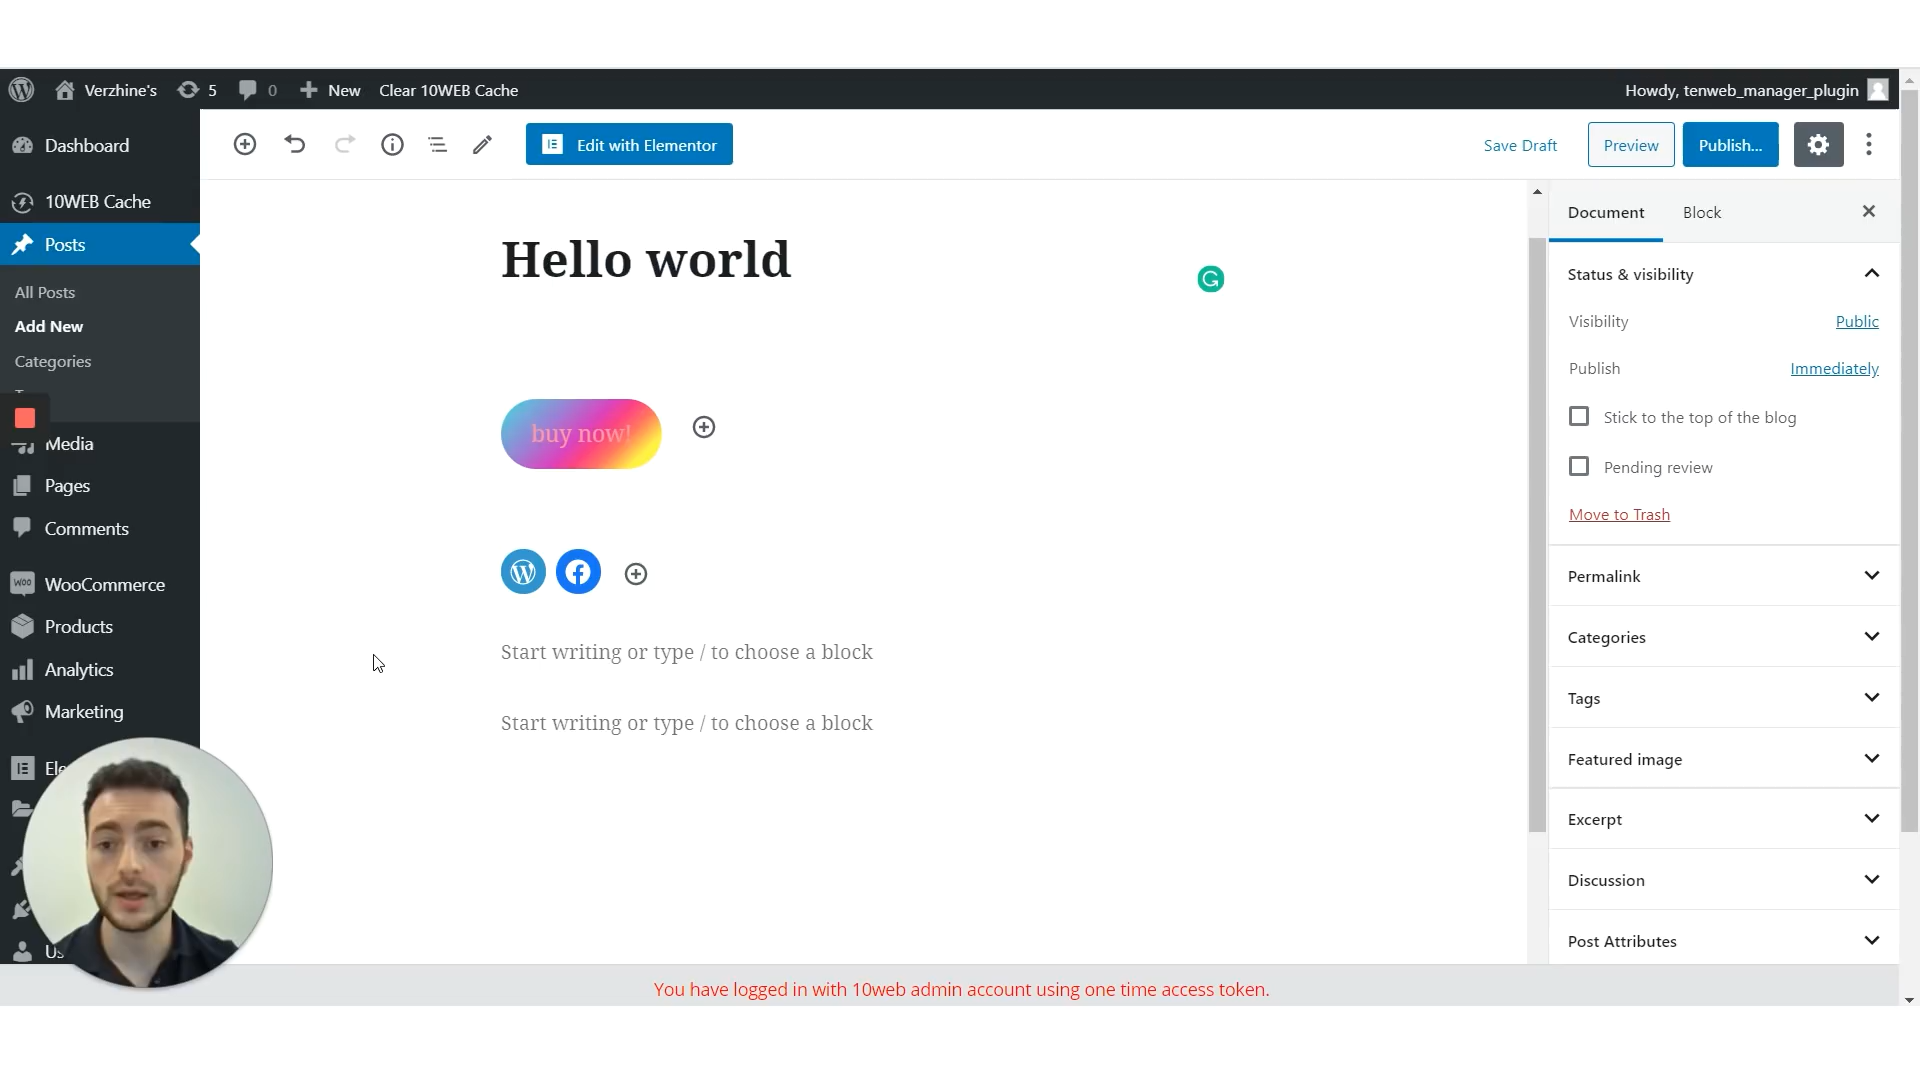 Verzhine's
5
0
New
Clear 10WEB Cache
Howdy, tenweb_manager_plugin
Dashboard
10WEB Cache
Posts
All Posts
Add New
Categories
Media
Pages
Comments
WooCommerce
Products
Analytics
Marketing
Edit with Elementor
Save Draft
Preview
Publish...
Hello world
buy now!
Start writing or type / to choose a block
Start writing or type / to choose a block
Document
Block
Status & visibility
Visibility
Public
Publish
Immediately
Stick to the top of the blog
Pending review
Move to Trash
Permalink
Categories
Tags
Featured image
Excerpt
Discussion
Post Attributes
You have logged in with 10web admin account using one time access token.